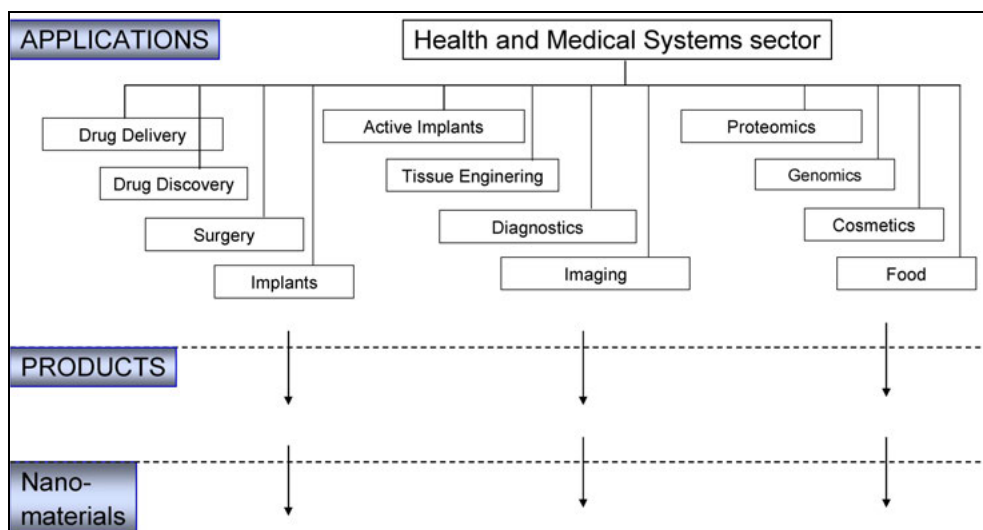 APPLICATIONS
Health and Medical Systems sector
Drug Delivery
Active Implants
Proteomics
Drug Discovery
Tissue Enginering
Genomics
Surgery
Diagnostics
Cosmetics
Implants
Imaging
Food
PRODUCTS
Nano-
materials